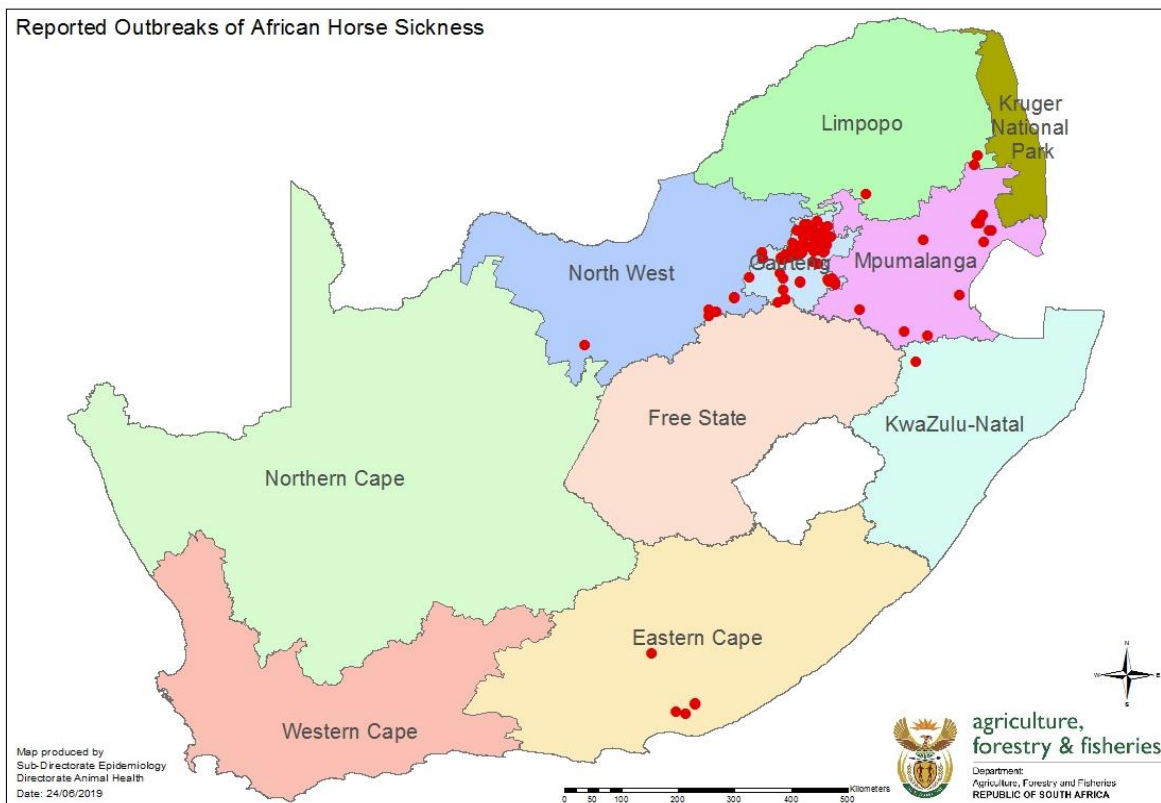 Reported Outbreaks of African Horse Sickness
Limpopo
Kruger
National
Park
North West
Gauteng
Mpumalanga
Free State
KwaZulu-Natal
Northern Cape
Eastern Cape
Western Cape
N
W
E
S
Map produced by
Sub-Directorate Epidemiology
Directorate Animal Health
Date: 24/06/2019
Kilometers
0 50 100 200 300 400 500
agriculture,
forestry & fisheries
Department:
Agriculture, Forestry and Fisheries
REPUBLIC OF SOUTH AFRICA